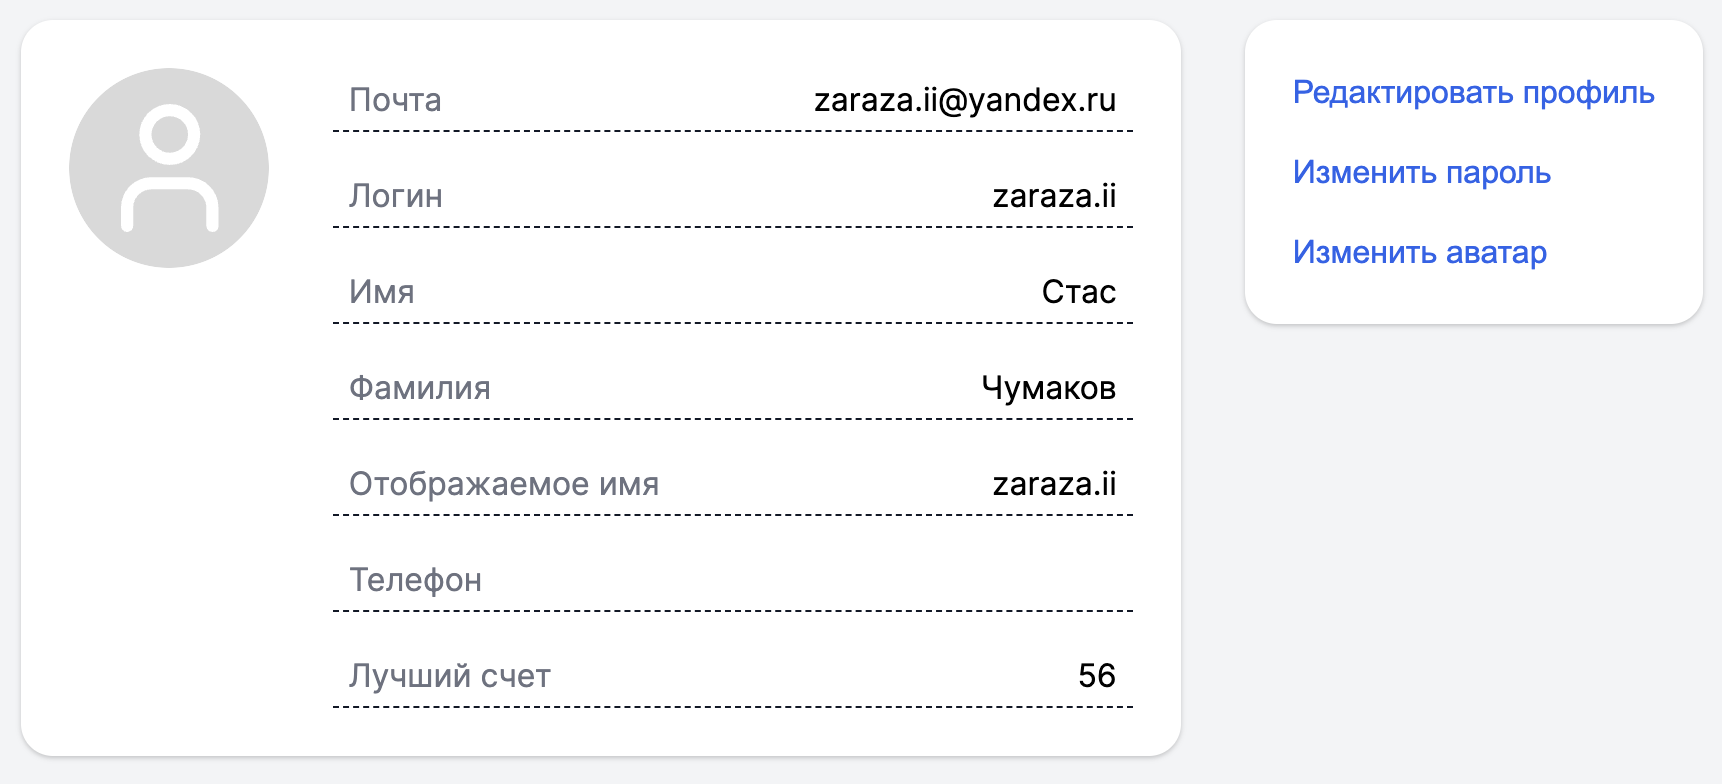 Почта zaraza.ii@yandex.ru
Логин zaraza.ii
Имя Стас
Фамилия Чумаков
Отображаемое имя zaraza.ii
Телефон
Лучший счет 56
Редактировать профиль
Изменить пароль
Изменить аватар